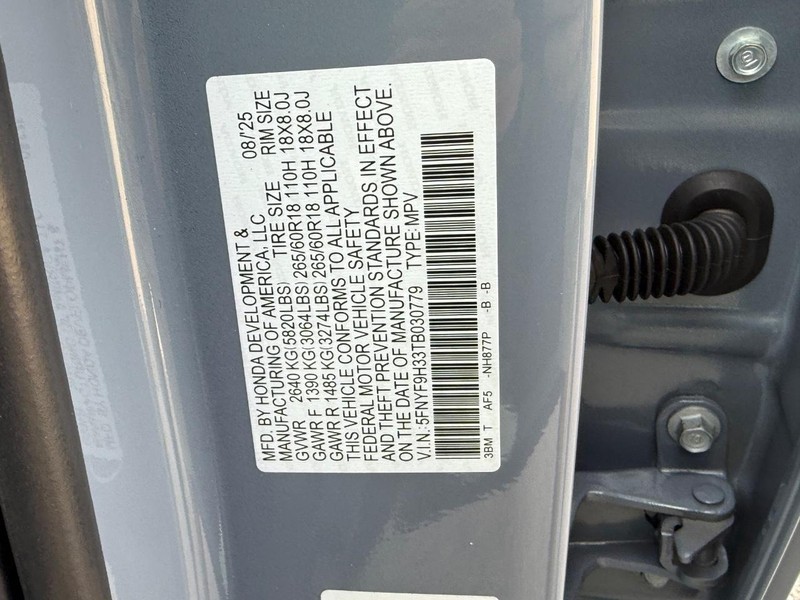 MFD. BY HONDA DEVELOPMENT & 08/'25
MANUFACTURING OF AMERICA, LLC
GVWR 2640 KG(5820LBS) TIRE SIZE RIM SIZE
GAWR F 1390 KG(3064LBS) 265/60R18 110H 18X8.0J
GAWR R 1485 KG(3274LBS) 265/60R18 110H 18X8.0J
THIS VEHICLE CONFORMS TO ALL APPLICABLE
FEDERAL MOTOR VEHICLE SAFETY
AND THEFT PREVENTION STANDARDS IN EFFECT
ON THE DATE OF MANUFACTURE SHOWN ABOVE.
V.I.N.: 5FNYF9H33TB030779 TYPE: MPV
3BM T AF5 -NH877P -B -B